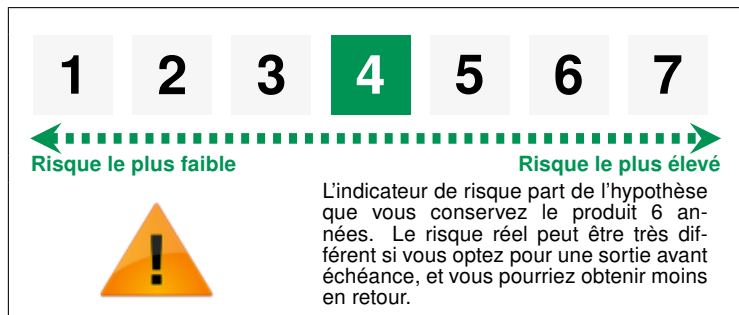 1 2 3 4 5 6 7
Risque le plus faible Risque le plus élevé
L'indicateur de risque part de l'hypothèse
que vous conservez le produit 6 an-
nées. Le risque réel peut être très dif-
férent si vous optez pour une sortie avant
échéance, et vous pourriez obtenir moins
en retour.